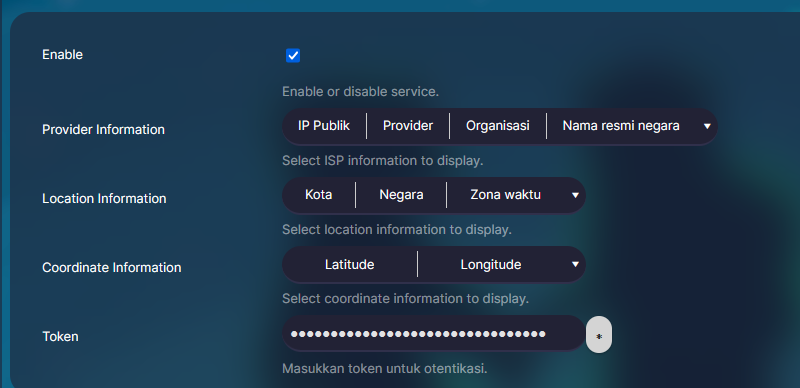 Enable
Enable or disable service.
Provider Information IP Publik Provider Organisasi Nama resmi negara ▾
Select ISP information to display.
Location Information Kota Negara Zona waktu ▾
Select location information to display.
Coordinate Information Latitude Longitude ▾
Select coordinate information to display.
Token ●●●●●●●●●●●●●●●●●●●●●●●●●●●●●●●● *
Masukkan token untuk otentikasi.